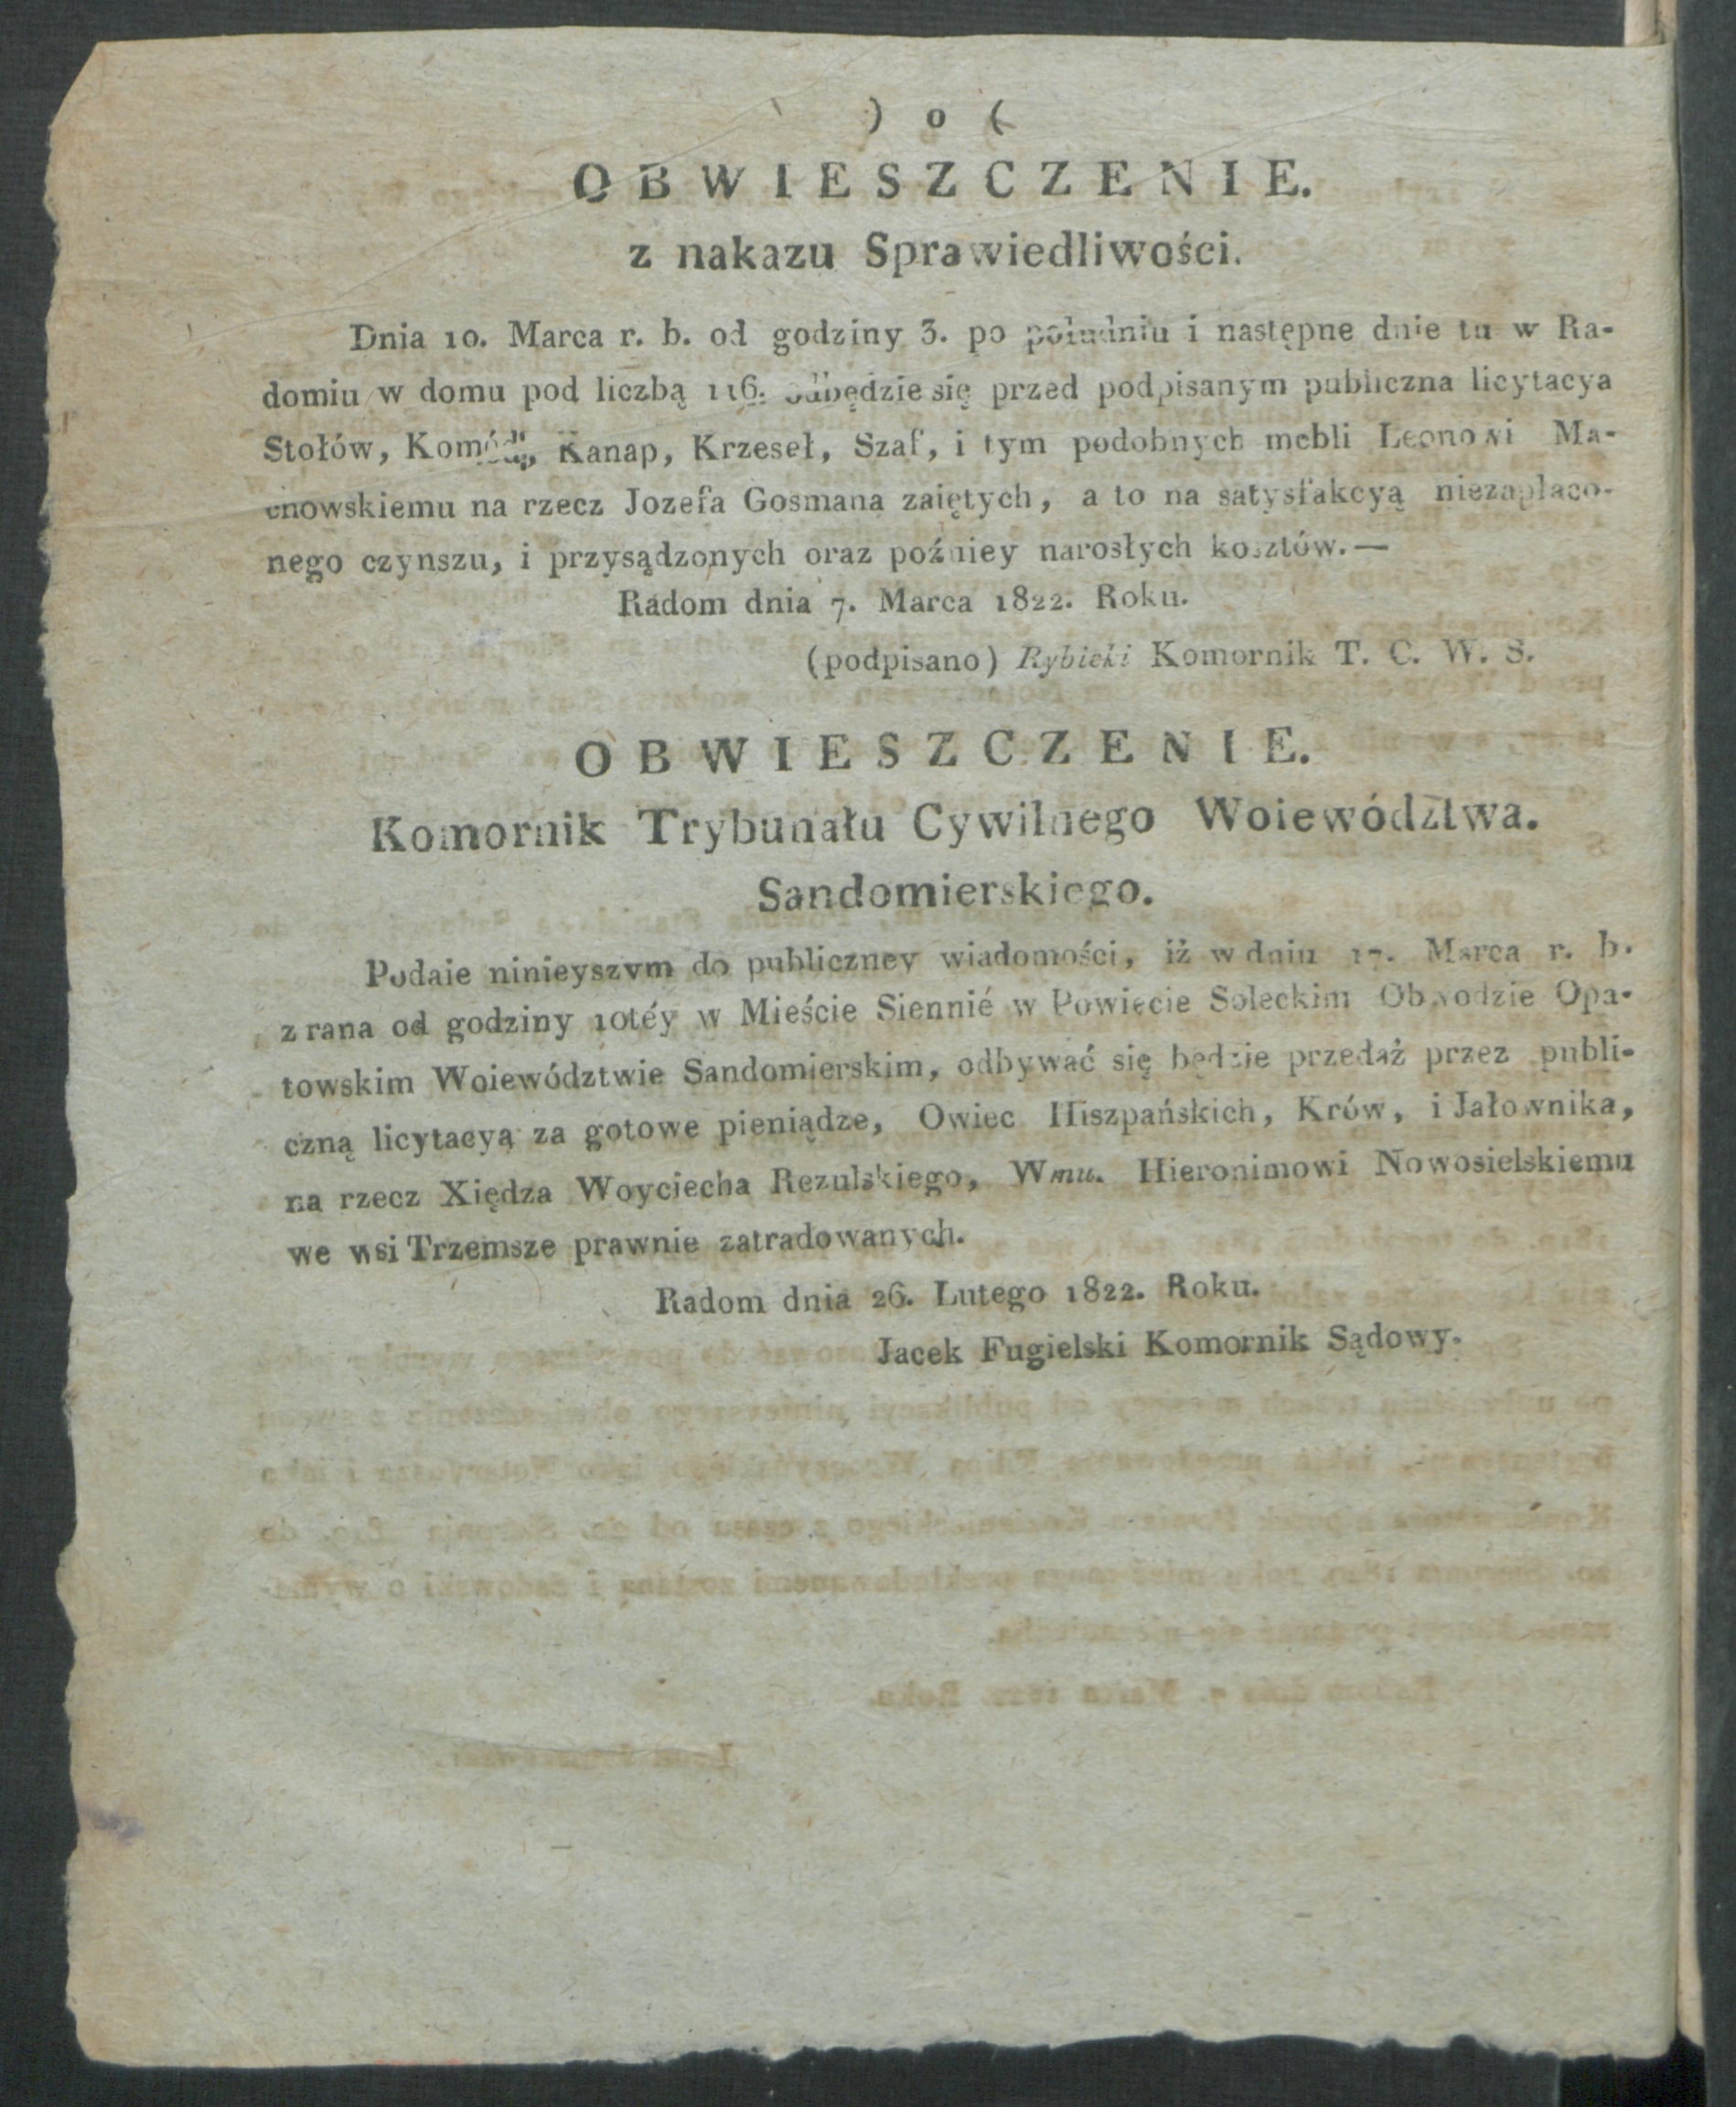 ) o (
OBWIESZCZENIE.
z nakazu Sprawiedliwości.
Dnia 10. Marca r. b. od godziny 3. po południu i następne dnie tu w Ra-
domiu w domu pod liczbą 116. odbędzie się przed podpisanym publiczna licytacya
Stołów, Komód, Kanap, Krzeseł, Szaf, i tym podobnych mebli Leonowi Ma-
chowskiemu na rzecz Jozefa Gosmana zaiętych, a to na satysfakcyą niezapłaco-
nego czynszu, i przysądzonych oraz poźniey narosłych kosztów.—
Radom dnia 7. Marca 1822. Roku.
(podpisano) Rybicki Komornik T. C. W. S.
OBWIESZCZENIE.
Komornik Trybunału Cywilnego Woiewództwa.
Sandomierskiego.
Podaie ninieyszym do publiczney wiadomości, iż w dniu 17. Marca r. b.
z rana od godziny 10téy w Mieście Siennié w Powiecie Soleckim Obwodzie Opa-
towskim Woiewództwie Sandomierskim, odbywać się będzie przedaż przez publi-
czną licytacyą za gotowe pieniądze, Owiec Hiszpańskich, Krów, i Jałownika,
na rzecz Xiędza Woyciecha Rezulskiego, Wmu. Hieronimowi Nowosielskiemu
we wsi Trzemsze prawnie zatradowanych.
Radom dnia 26. Lutego 1822. Roku.
Jacek Fugielski Komornik Sądowy.